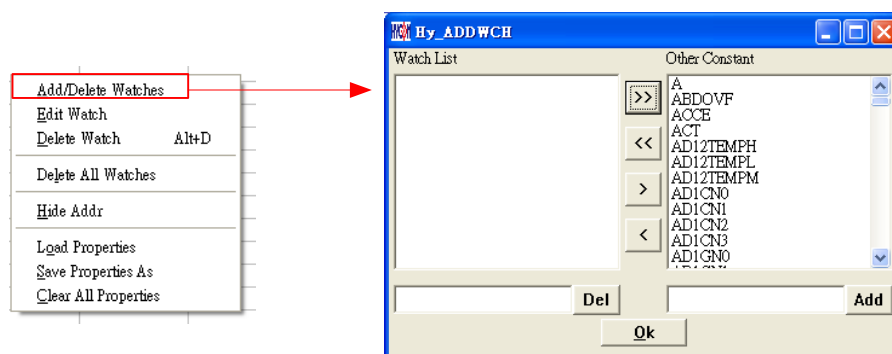 Add/Delete Watches
Edit Watch
Delete Watch Alt+D
Delete All Watches
Hide Addr
Load Properties
Save Properties As
Clear All Properties
Hy_ADDWCH
Watch List
Other Constant
>>
<<
>
<
A
ABDOVF
ACCE
ACT
AD12TEMPH
AD12TEMPL
AD12TEMPM
AD1CN0
AD1CN1
AD1CN2
AD1CN3
AD1GN0
Del
Add
Ok